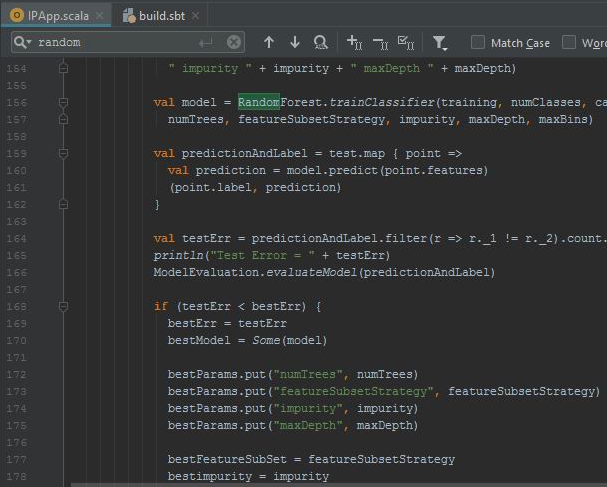 IPApp.scala
build.sbt
random
Match Case
154 " impurity " + impurity + " maxDepth " + maxDepth)
155
156 val model = RandomForest.trainClassifier(training, numClasses, ca
157 numTrees, featureSubsetStrategy, impurity, maxDepth, maxBins)
158
159 val predictionAndLabel = test.map { point =>
160 val prediction = model.predict(point.features)
161 (point.label, prediction)
162 }
163
164 val testErr = predictionAndLabel.filter(r => r._1 != r._2).count.
165 println("Test Error = " + testErr)
166 ModelEvaluation.evaluateModel(predictionAndLabel)
167
168 if (testErr < bestErr) {
169 bestErr = testErr
170 bestModel = Some(model)
171
172 bestParams.put("numTrees", numTrees)
173 bestParams.put("featureSubsetStrategy", featureSubsetStrategy)
174 bestParams.put("impurity", impurity)
175 bestParams.put("maxDepth", maxDepth)
176
177 bestFeatureSubSet = featureSubsetStrategy
178 bestimpurity = impurity